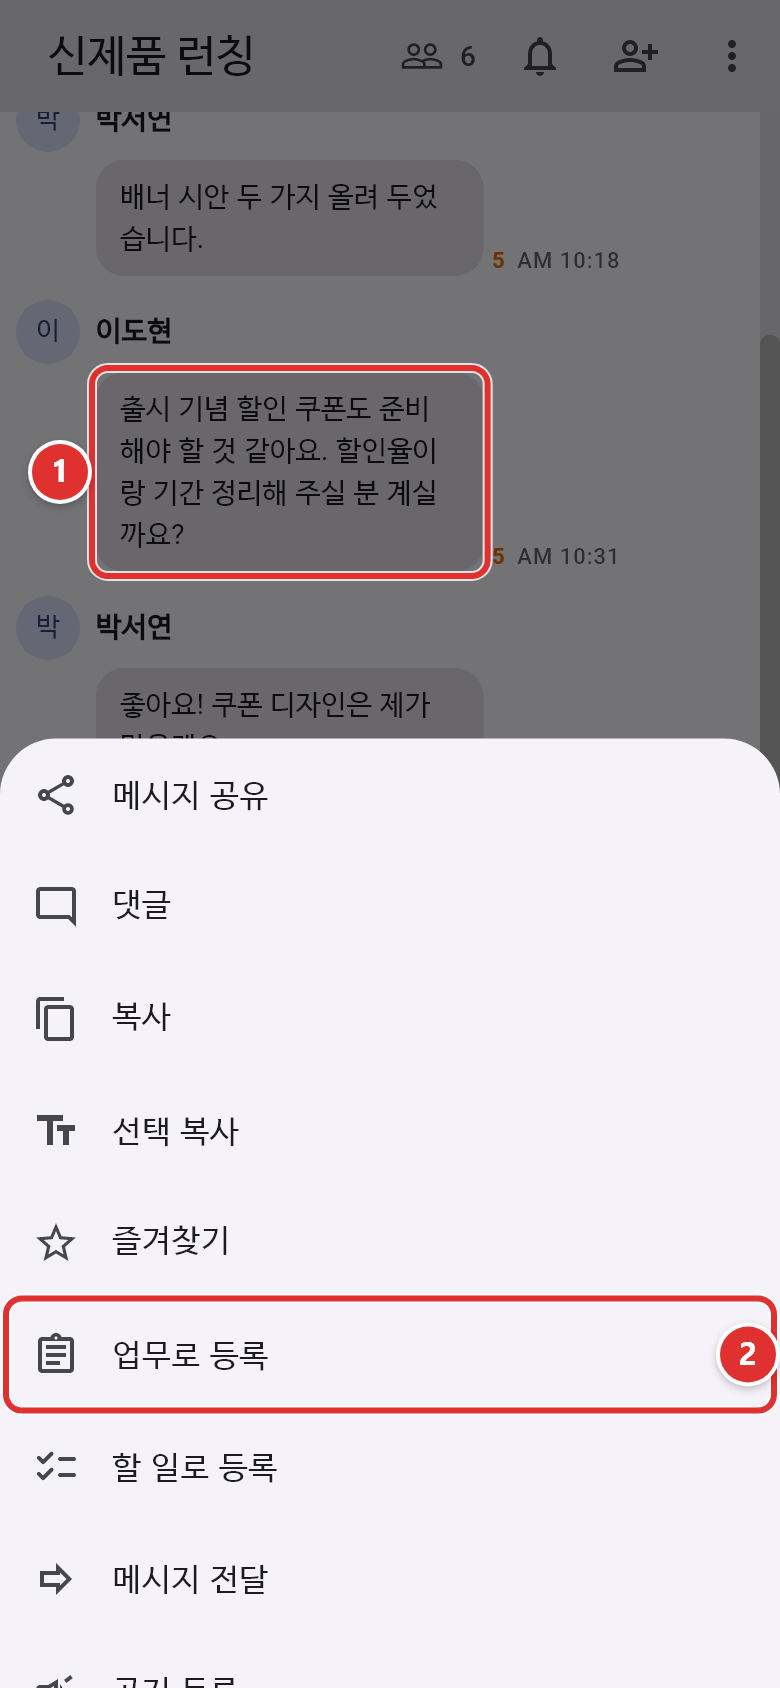 신제품 런칭
6
박서연
박
배너 시안 두 가지 올려 두었
습니다.
5 AM 10:18
이
이도현
출시 기념 할인 쿠폰도 준비
해야 할 것 같아요. 할인율이
랑 기간 정리해 주실 분 계실
까요?
1
5 AM 10:31
박
박서연
좋아요! 쿠폰 디자인은 제가
메시지 공유
댓글
복사
선택 복사
즐겨찾기
업무로 등록
2
할 일로 등록
메시지 전달